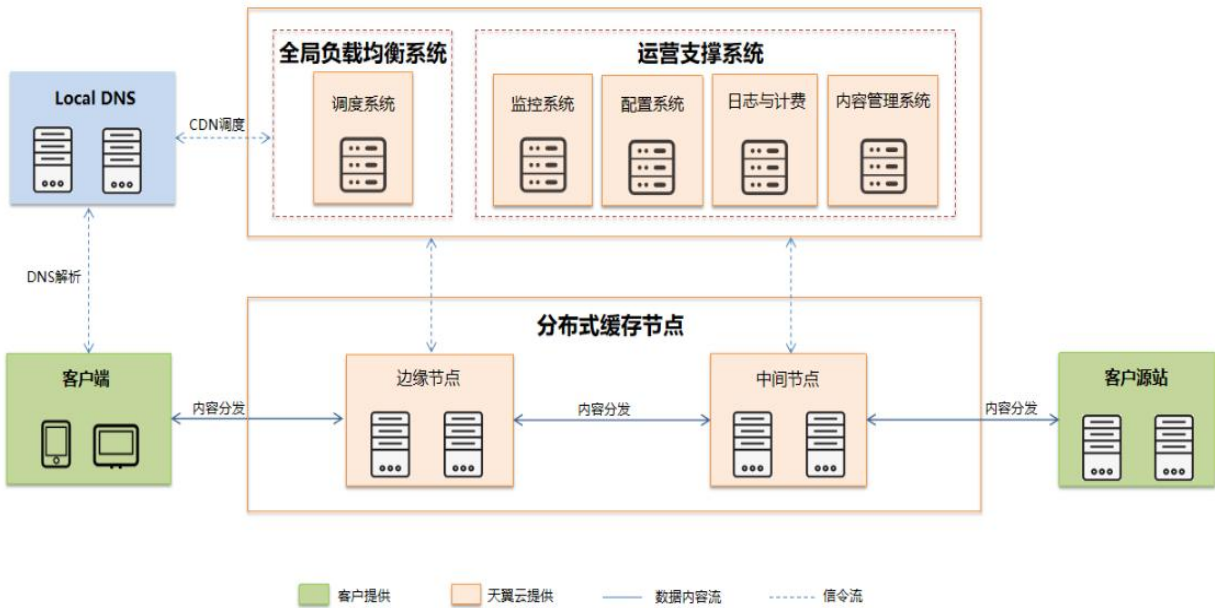 全局负载均衡系统
运营支撑系统
Local DNS
调度系统
监控系统
配置系统
日志与计费
内容管理系统
CDN调度
DNS解析
分布式缓存节点
客户端
边缘节点
中间节点
客户源站
内容分发
内容分发
内容分发
客户提供
天翼云提供
数据内容流
信令流